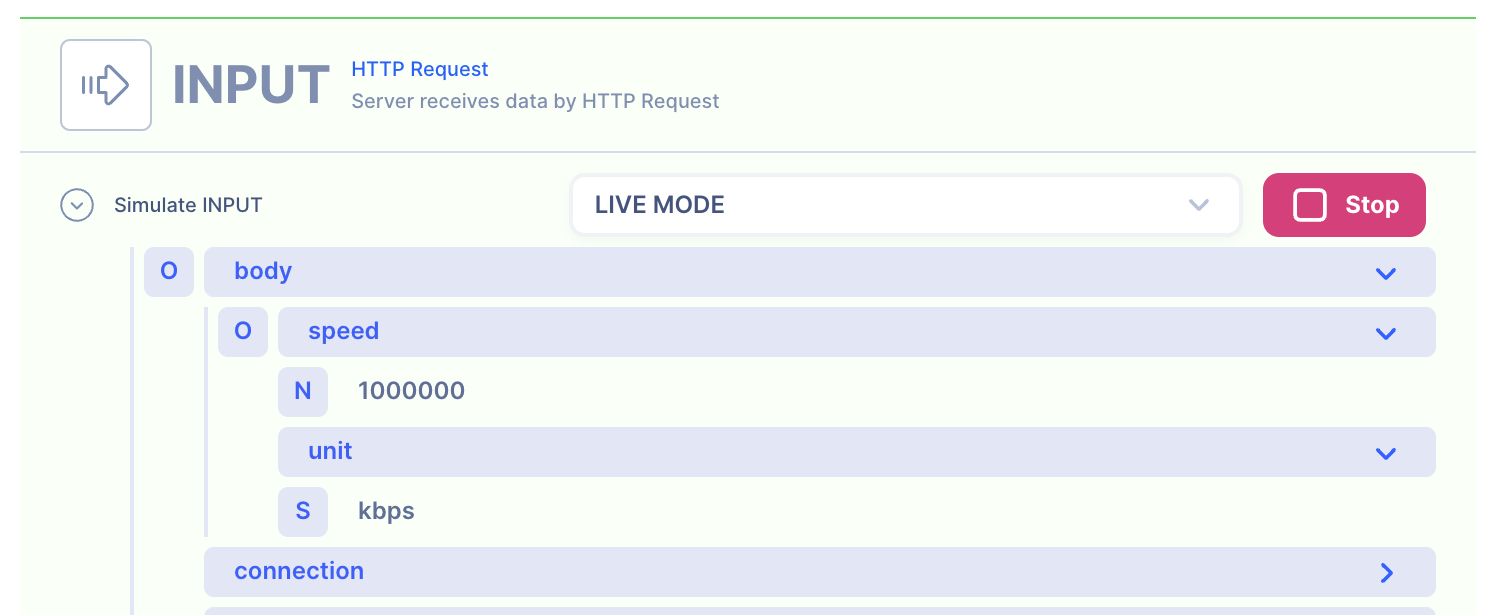 INPUT
HTTP Request
Server receives data by HTTP Request
Simulate INPUT
LIVE MODE
Stop
O body
O speed
N 1000000
unit
S kbps
connection